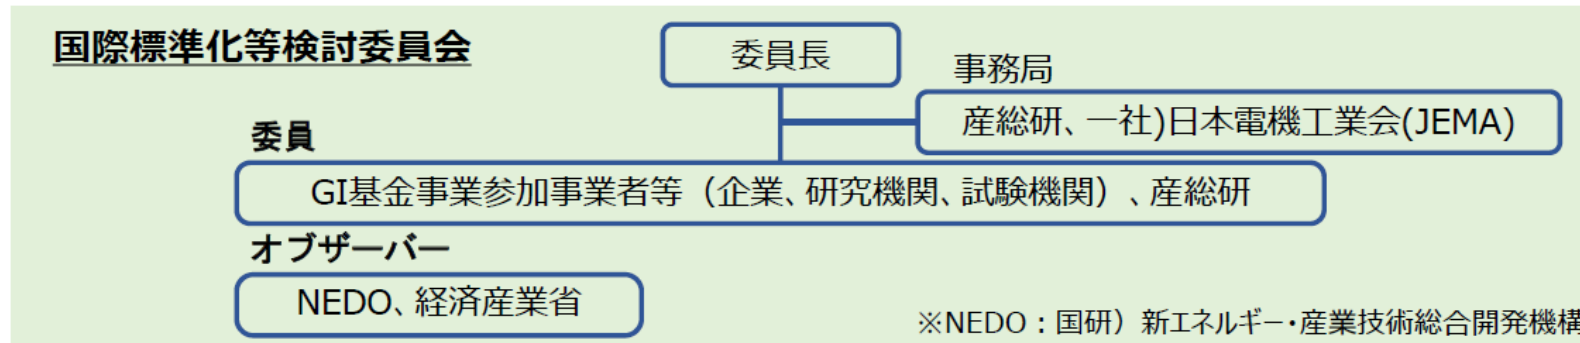 国際標準化等検討委員会
委員長
事務局
産総研、一社)日本電機工業会(JEMA)
委員
GI基金事業参加事業者等（企業、研究機関、試験機関）、産総研
オブザーバー
NEDO、経済産業省
※NEDO：国研）新エネルギー・産業技術総合開発機構